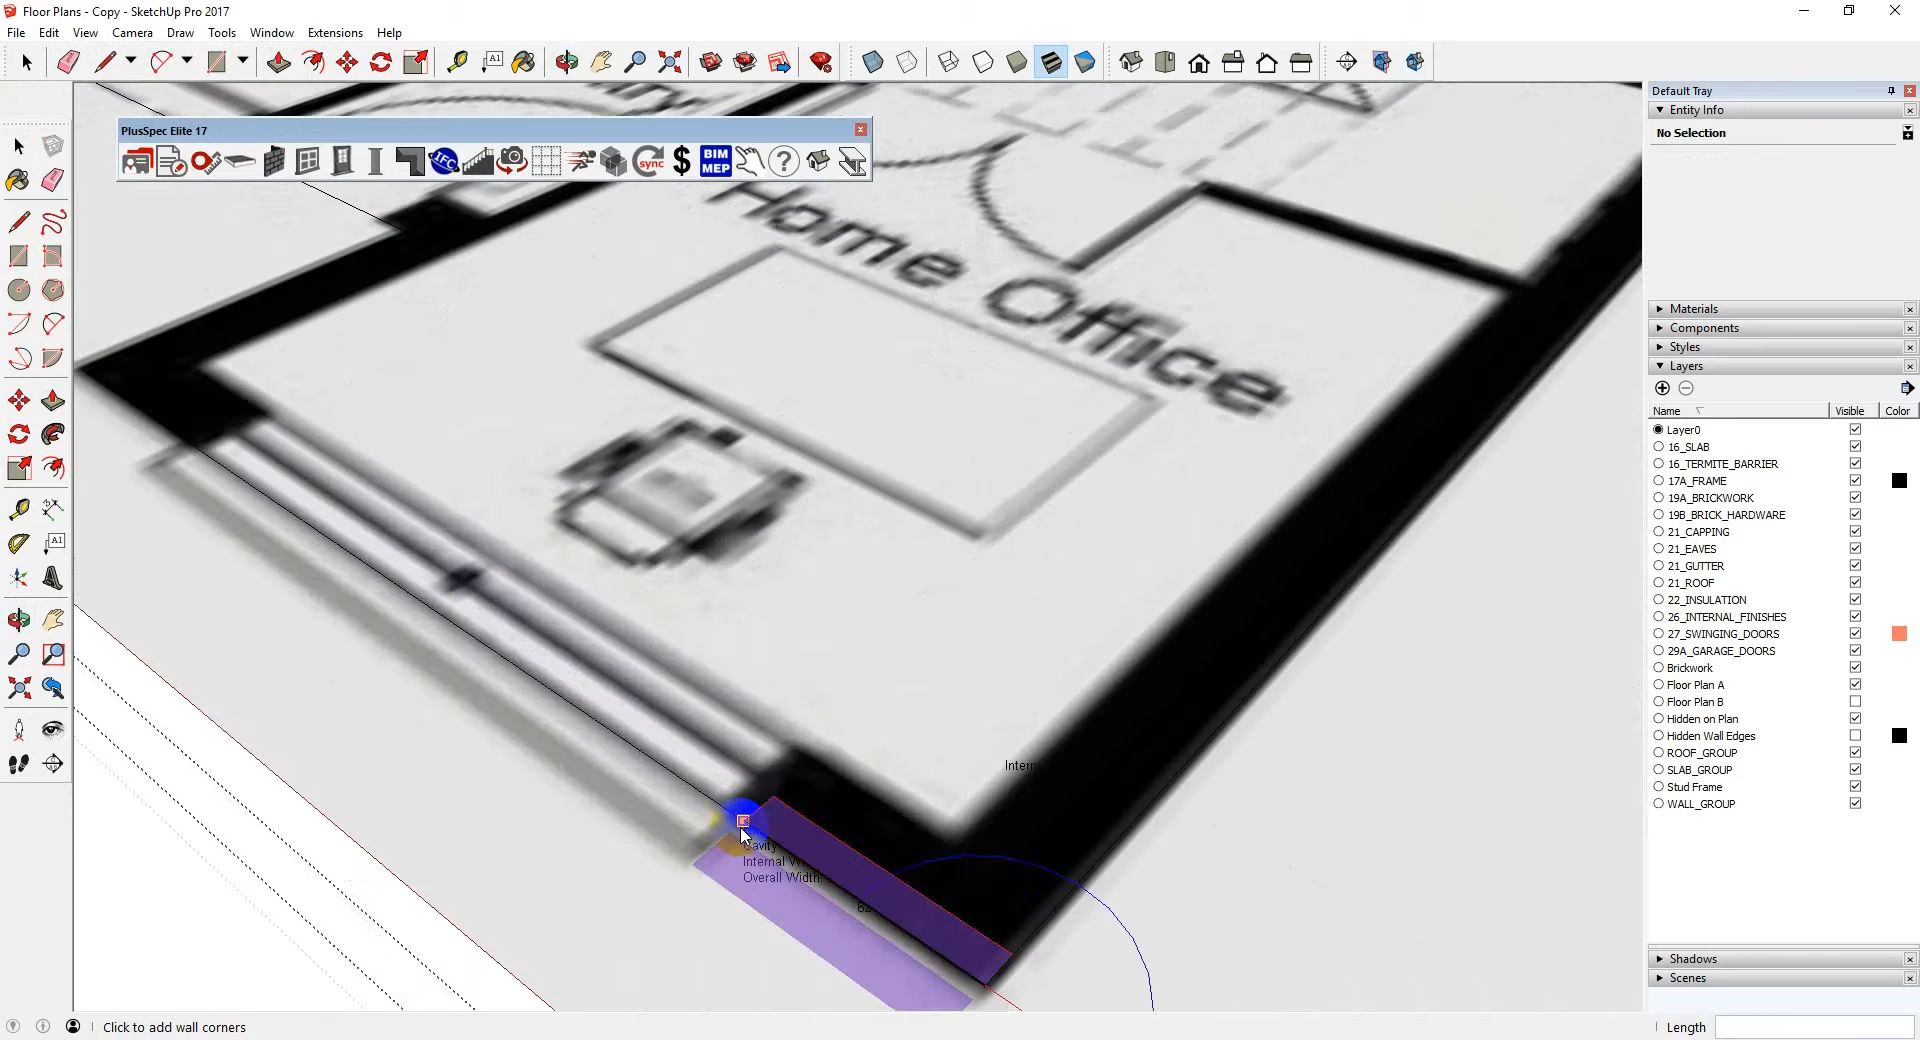 Floor Plans - Copy - SketchUp Pro 2017
File Edit View Camera Draw Tools Window Extensions Help
A1
Default Tray
Entity Info
No Selection
PlusSpec Elite 17
IFC
sync
$
BIM
MEP
?
Home Office
A1
Materials
Components
Styles
Layers
Name Visible Color
Layer0
16_SLAB
16_TERMITE_BARRIER
17A_FRAME
19A_BRICKWORK
19B_BRICK_HARDWARE
21_CAPPING
21_EAVES
21_GUTTER
21_ROOF
22_INSULATION
26_INTERNAL_FINISHES
27_SWINGING_DOORS
29A_GARAGE_DOORS
Brickwork
Floor Plan A
Floor Plan B
Hidden on Plan
Hidden Wall Edges
ROOF_GROUP
SLAB_GROUP
Stud Frame
WALL_GROUP
Cavity
Internal
Overall Width
Shadows
Scenes
Click to add wall corners
Length